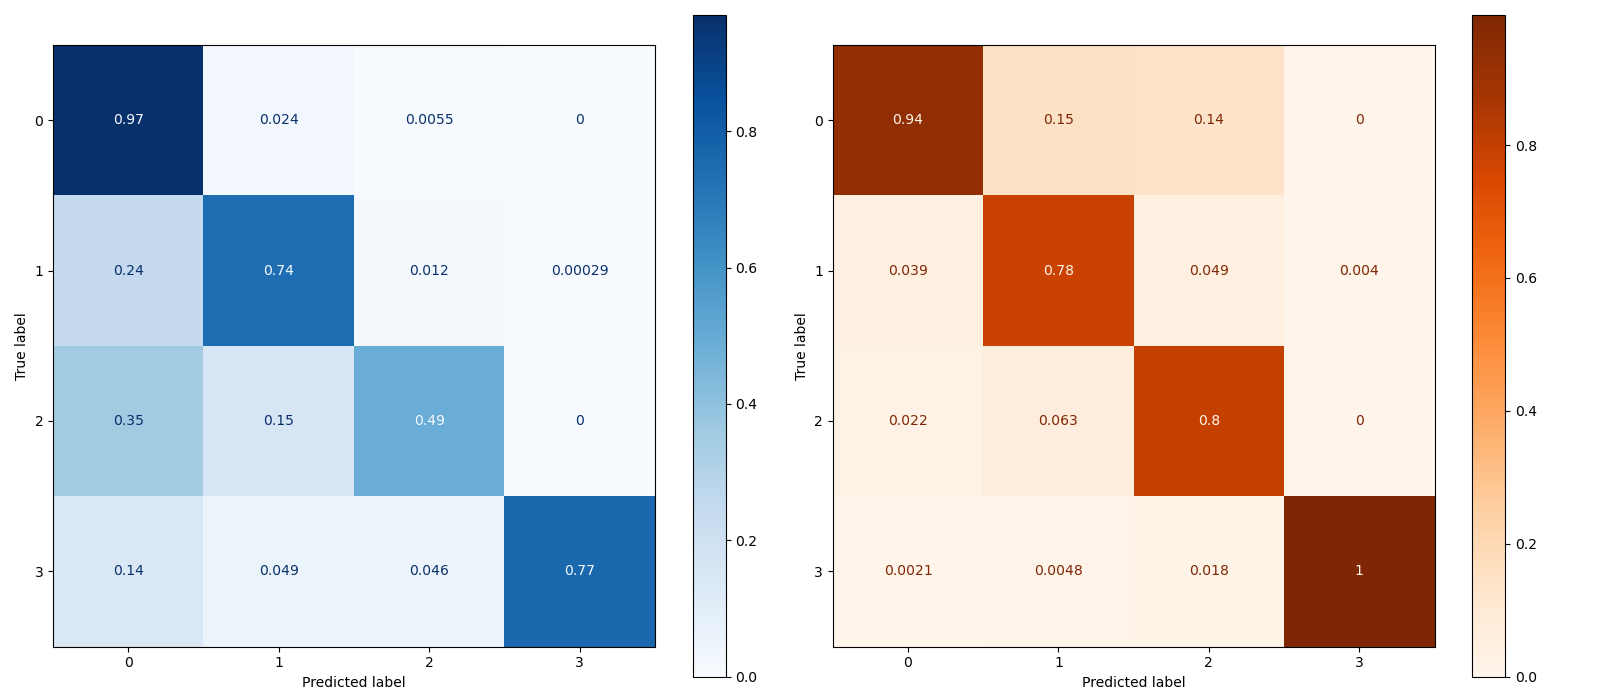 0 0.97 0.024 0.0055 0
1 0.24 0.74 0.012 0.00029
2 0.35 0.15 0.49 0
3 0.14 0.049 0.046 0.77
0 1 2 3
True label
Predicted label
0.8
0.6
0.4
0.2
0.0
0 0.94 0.15 0.14 0
1 0.039 0.78 0.049 0.004
2 0.022 0.063 0.8 0
3 0.0021 0.0048 0.018 1
0 1 2 3
True label
Predicted label
0.8
0.6
0.4
0.2
0.0